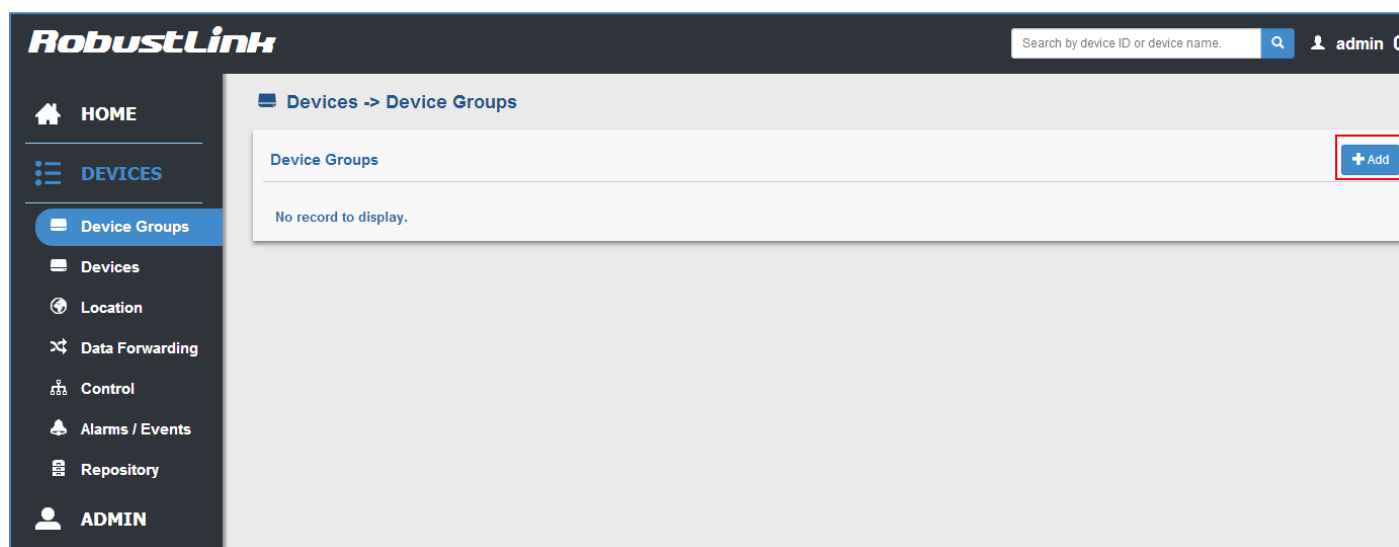 RobustLink
Search by device ID or device name.
admin
HOME
DEVICES
Device Groups
Devices
Location
Data Forwarding
Control
Alarms / Events
Repository
ADMIN
Devices -> Device Groups
Device Groups
+ Add
No record to display.